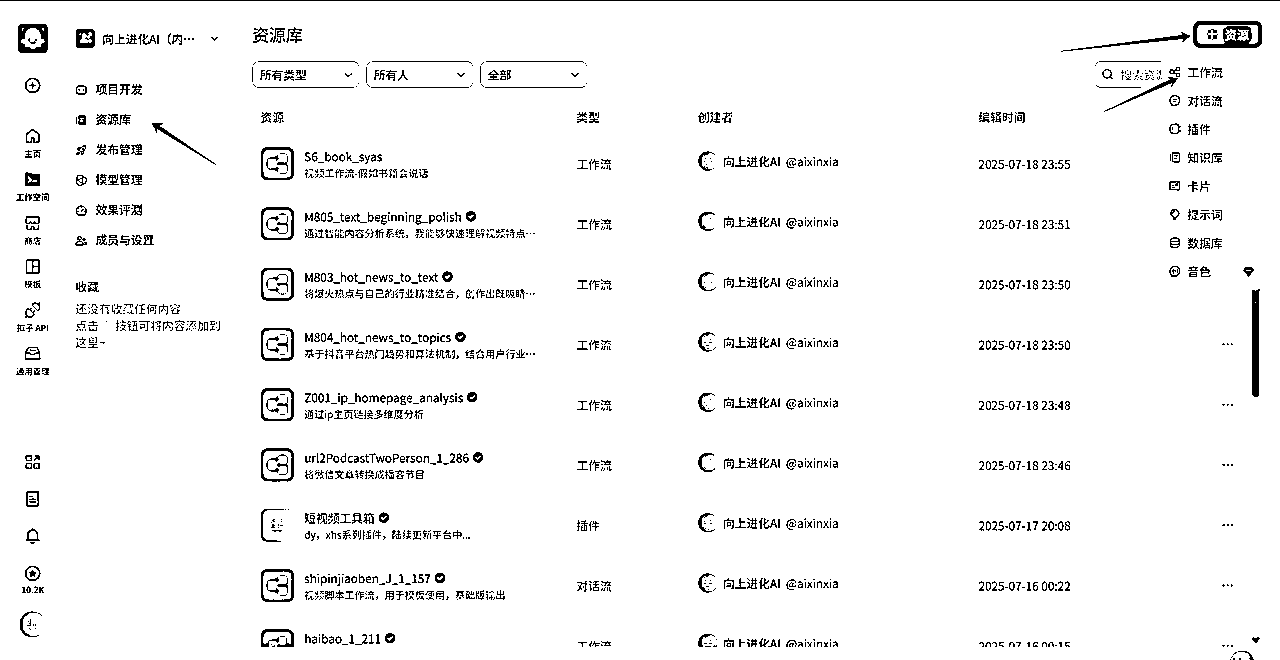 向上进化AI（内…
资源库
资源
所有类型
所有人
全部
项目开发
资源库
发布管理
模型管理
效果评测
成员与设置
收藏
还没有收藏任何内容
点击 按钮可将内容添加到
这里~
主页
工作空间
商店
模板
扣子 API
通用管理
10.2K
工作流
对话流
插件
知识库
卡片
提示词
数据库
音色
资源 类型 创建者 编辑时间
S6_book_syas 工作流 向上进化AI @aixinxia 2025-07-18 23:55
视频工作流-假如书籍会说话
M805_text_beginning_polish 工作流 向上进化AI @aixinxia 2025-07-18 23:51
通过智能内容分析系统，我能够快速理解视频特点…
M803_hot_news_to_text 工作流 向上进化AI @aixinxia 2025-07-18 23:50
将爆火热点与自己的行业精准结合，创作出既吸睛…
M804_hot_news_to_topics 工作流 向上进化AI @aixinxia 2025-07-18 23:50
基于抖音平台热门趋势和算法机制，结合用户行业…
Z001_ip_homepage_analysis 工作流 向上进化AI @aixinxia 2025-07-18 23:48
通过ip主页链接多维度分析
url2PodcastTwoPerson_1_286 工作流 向上进化AI @aixinxia 2025-07-18 23:46
将微信文章转换成播客节目
短视频工具箱 插件 向上进化AI @aixinxia 2025-07-17 20:08
dy，xhs系列插件，陆续更新平台中...
shipinjiaoben_J_1_157 对话流 向上进化AI @aixinxia 2025-07-16 00:22
视频脚本工作流，用于模板使用，基础版输出
haibao_1_211 工作流 向上进化AI @aixinxia 2025-07-16 00:15